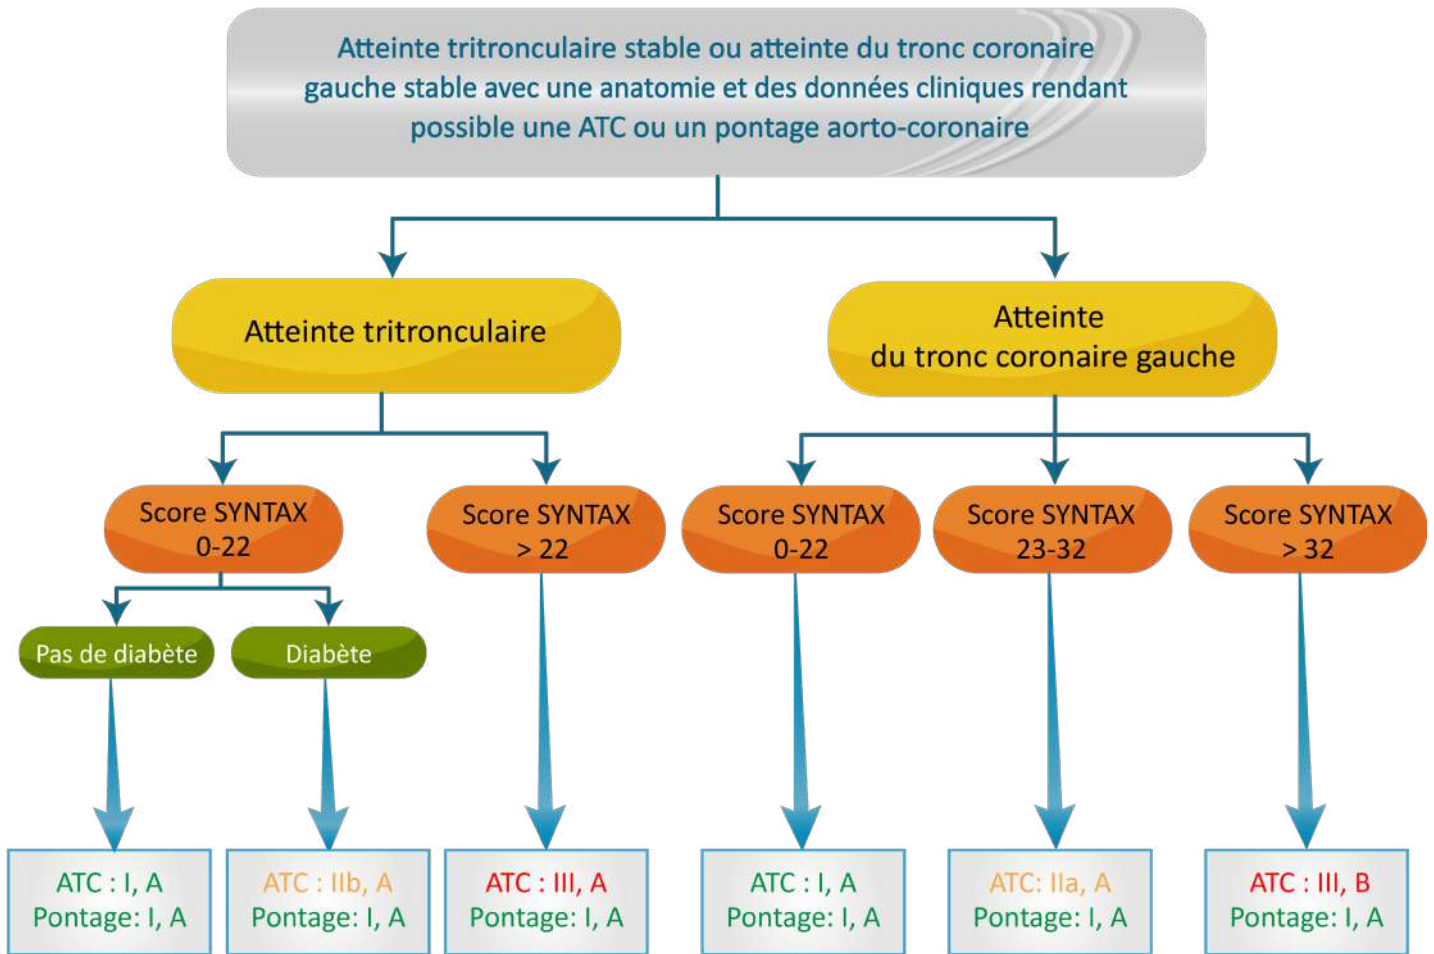 Atteinte tritronculaire stable ou atteinte du tronc coronaire
gauche stable avec une anatomie et des données cliniques rendant
possible une ATC ou un pontage aorto-coronaire
Atteinte tritronculaire
Atteinte
du tronc coronaire gauche
Score SYNTAX
0-22
Score SYNTAX
> 22
Score SYNTAX
0-22
Score SYNTAX
23-32
Score SYNTAX
> 32
Pas de diabète
Diabète
ATC : I, A
Pontage: I, A
ATC : IIb, A
Pontage: I, A
ATC : III, A
Pontage: I, A
ATC : I, A
Pontage: I, A
ATC: IIa, A
Pontage: I, A
ATC : III, B
Pontage: I, A